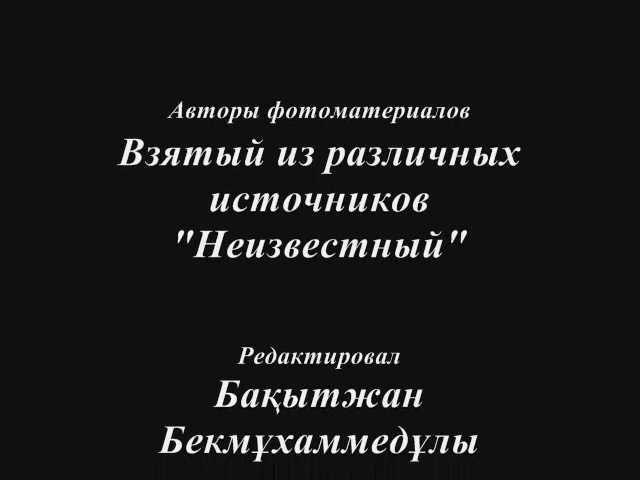 Авторы фотоматериалов
Взятый из различных
источников
"Неизвестный"
Редактировал
Бақытжан
Бекмұхаммедұлы